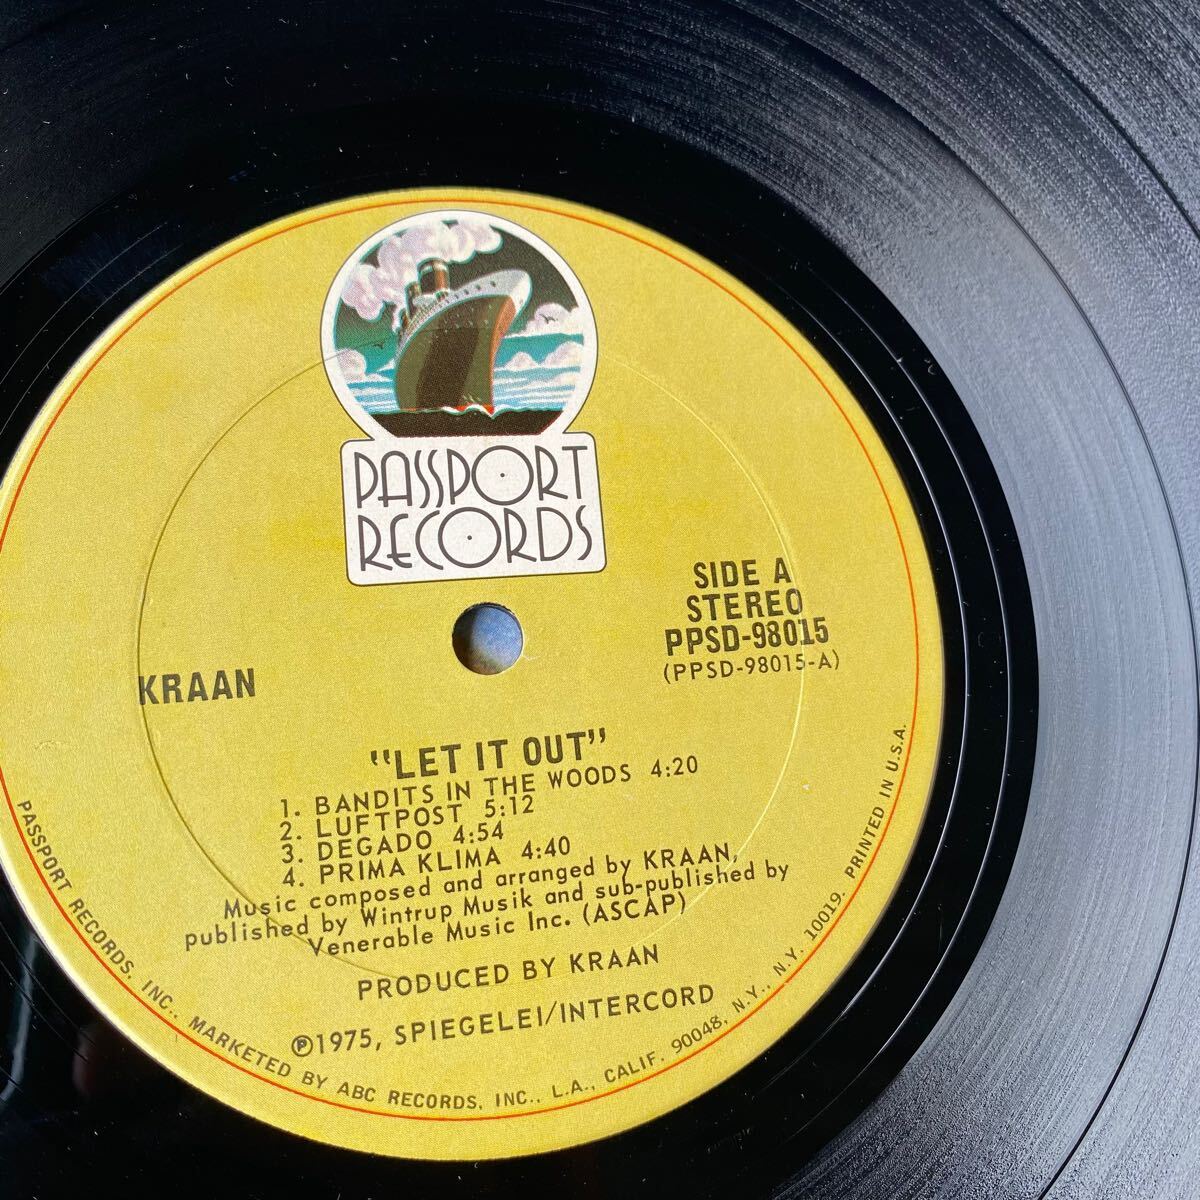 PASSPORT
RECORDS
SIDE A
STEREO
PPSD-98015
(PPSD-98015-A)
KRAAN
"LET IT OUT"
1. BANDITS IN THE WOODS 4:20
2. LUFTPOST 5:12
3. DEGADO 4:54
4. PRIMA KLIMA 4:40
Music composed and arranged by KRAAN,
published by Wintrup Musik and sub-published by
Venerable Music Inc. (ASCAP)
PRODUCED BY KRAAN
℗1975, SPIEGELEI/INTERCORD
PASSPORT RECORDS, INC., MARKETED BY ABC RECORDS, INC., L.A., CALIF. 90048, N.Y., N.Y. 10019. PRINTED IN U.S.A.